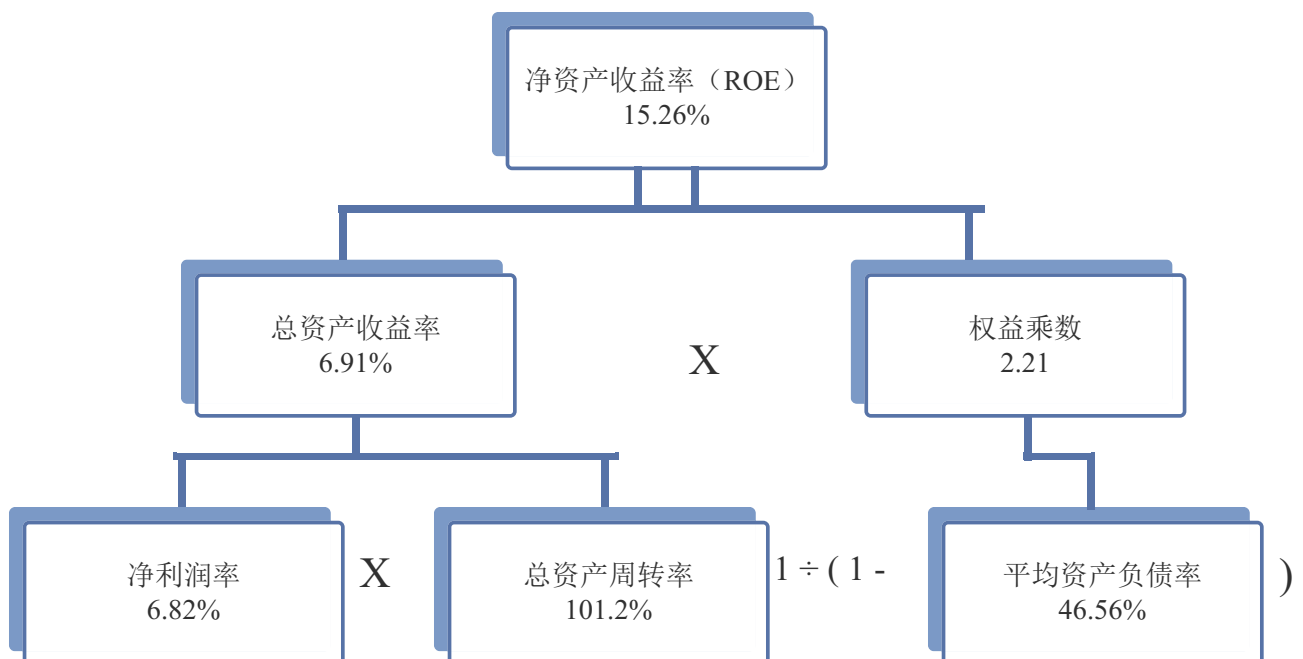 净资产收益率（ROE）
15.26%
总资产收益率
6.91%
X
权益乘数
2.21
净利润率
6.82%
X
总资产周转率
101.2%
1 ÷ ( 1 -
平均资产负债率
46.56%
)